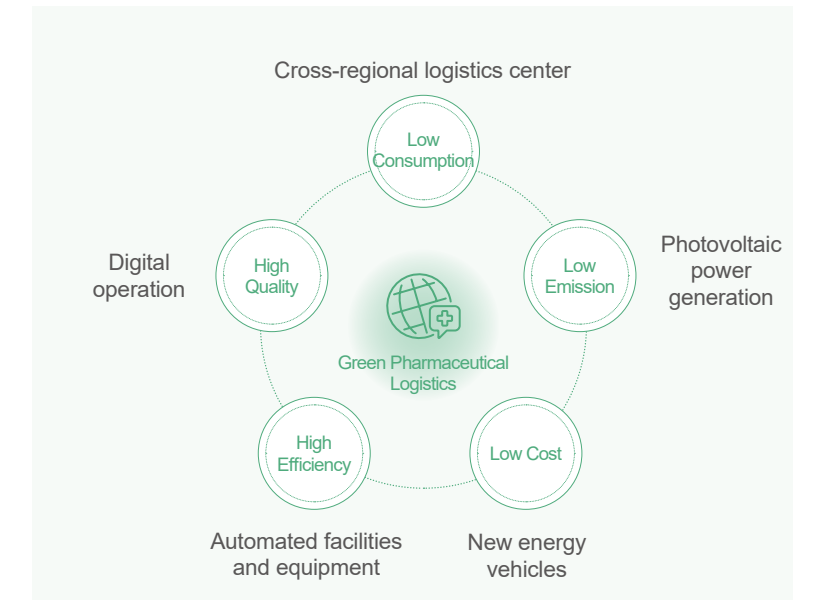 Cross-regional logistics center
Low
Consumption
Digital
operation
High
Quality
Low
Emission
Photovoltaic
power
generation
Green Pharmaceutical
Logistics
High
Efficiency
Low Cost
Automated facilities
and equipment
New energy
vehicles